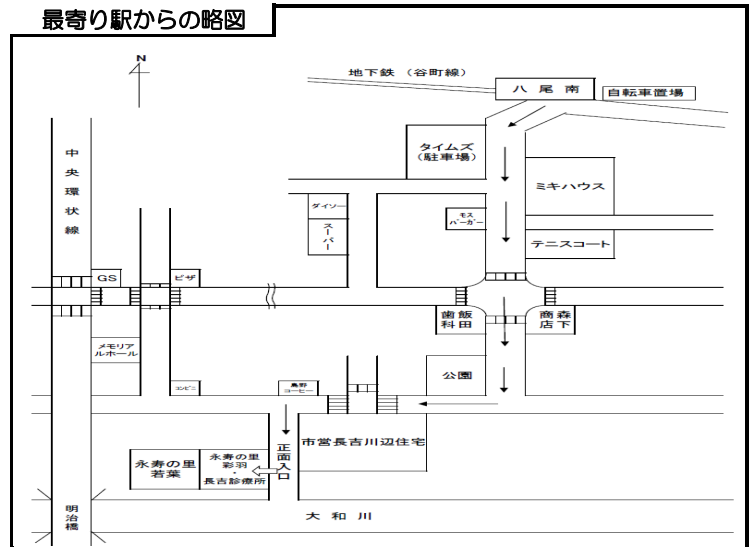 最寄り駅からの略図
N
地下鉄（谷町線）
八尾南
自転車置場
中央環状線
タイムズ
（駐車場）
ミキハウス
ダイソー
スーパー
モス
バーガー
テニスコート
GS
ピザ
飯田
歯科
森下
商店
メモリア
ルホール
公園
コンビニ
島野
コーヒー
市営長吉川辺住宅
正面入口
永寿の里
若葉
永寿の里
彩羽
・
長吉診療所
明治橋
大和川